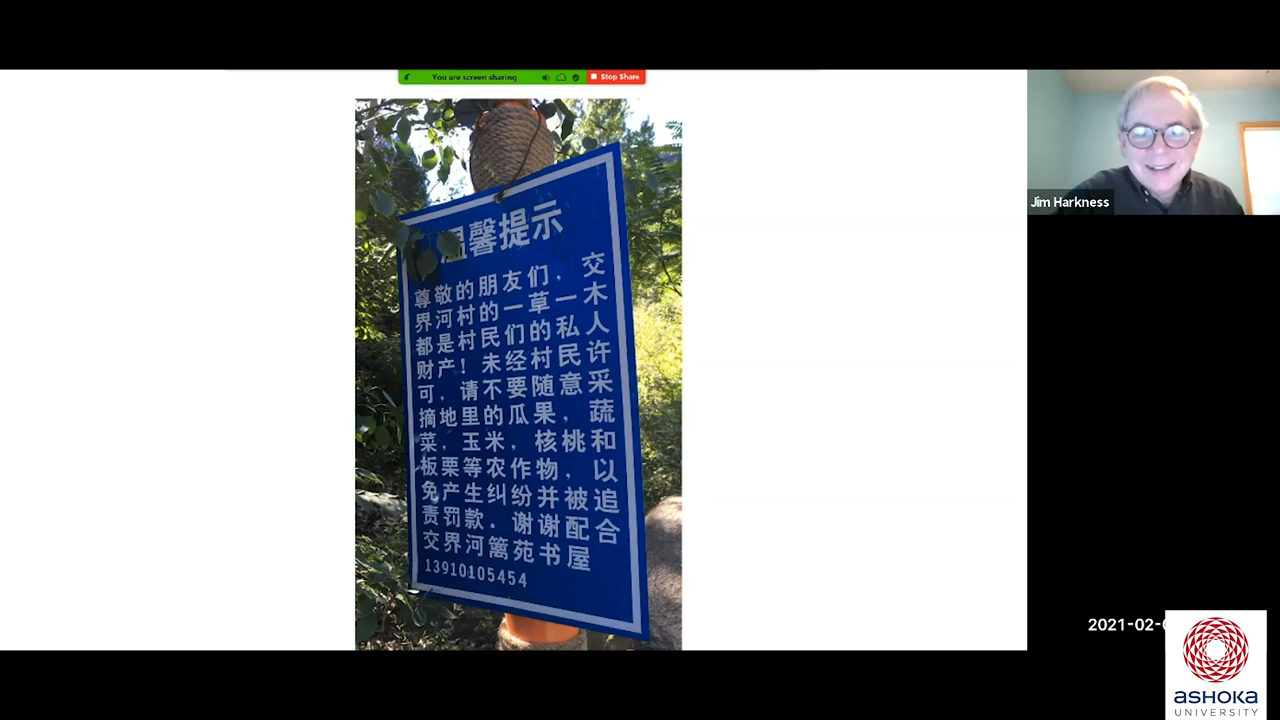 You are screen sharing
Stop Share
温馨提示
尊敬的朋友们，交
界河村的一草一木
都是村民们的私人
财产！未经村民许
可，请不要随意采
摘地里的瓜果，蔬
菜，玉米，核桃和
板栗等农作物，以
免产生纠纷并被追
责罚款．谢谢配合
交界河篱苑书屋
13910105454
Jim Harkness
2021-02-0
ASHOKA
UNIVERSITY